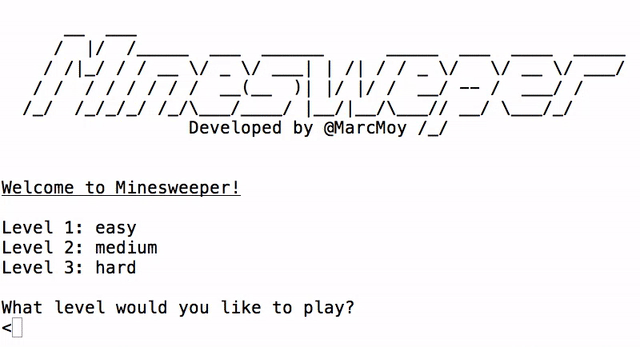 Minesweeper
Developed by @MarcMoy
Welcome to Minesweeper!
Level 1: easy
Level 2: medium
Level 3: hard
What level would you like to play?
<